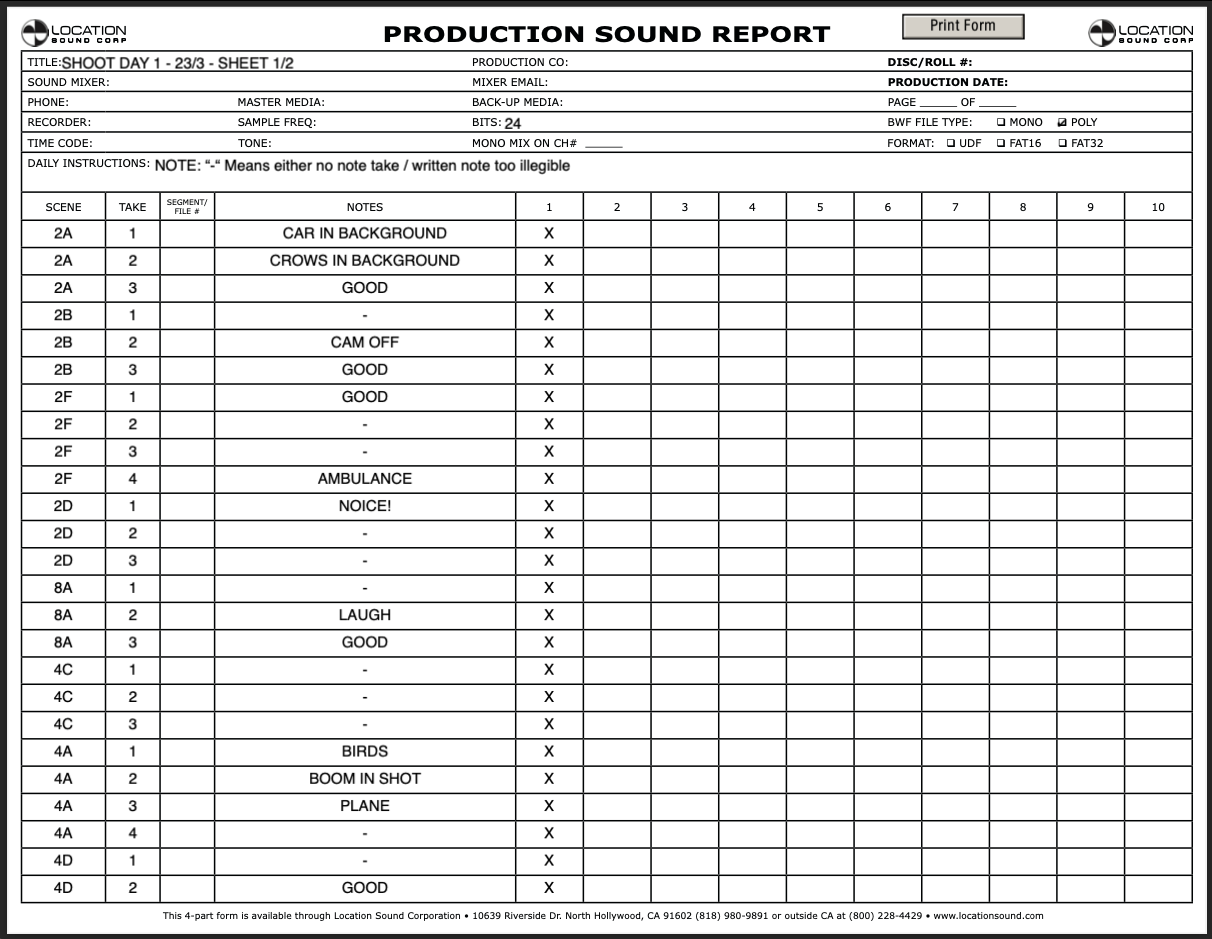 LOCATION
SOUND CORP
PRODUCTION SOUND REPORT
Print Form
LOCATION
SOUND CORP
TITLE: SHOOT DAY 1 - 23/3 - SHEET 1/2 PRODUCTION CO: DISC/ROLL #:
SOUND MIXER: MIXER EMAIL: PRODUCTION DATE:
PHONE: MASTER MEDIA: BACK-UP MEDIA: PAGE _____ OF _____
RECORDER: SAMPLE FREQ: BITS: 24 BWF FILE TYPE: ❑ MONO ☑ POLY
TIME CODE: TONE: MONO MIX ON CH# _____ FORMAT: ❑ UDF ❑ FAT16 ❑ FAT32
DAILY INSTRUCTIONS: NOTE: "-" Means either no note take / written note too illegible
SCENE TAKE SEGMENT/ FILE # NOTES 1 2 3 4 5 6 7 8 9 10
2A 1 CAR IN BACKGROUND X
2A 2 CROWS IN BACKGROUND X
2A 3 GOOD X
2B 1 - X
2B 2 CAM OFF X
2B 3 GOOD X
2F 1 GOOD X
2F 2 - X
2F 3 - X
2F 4 AMBULANCE X
2D 1 NOICE! X
2D 2 - X
2D 3 - X
8A 1 - X
8A 2 LAUGH X
8A 3 GOOD X
4C 1 - X
4C 2 - X
4C 3 - X
4A 1 BIRDS X
4A 2 BOOM IN SHOT X
4A 3 PLANE X
4A 4 - X
4D 1 - X
4D 2 GOOD X
This 4-part form is available through Location Sound Corporation • 10639 Riverside Dr. North Hollywood, CA 91602 (818) 980-9891 or outside CA at (800) 228-4429 • www.locationsound.com